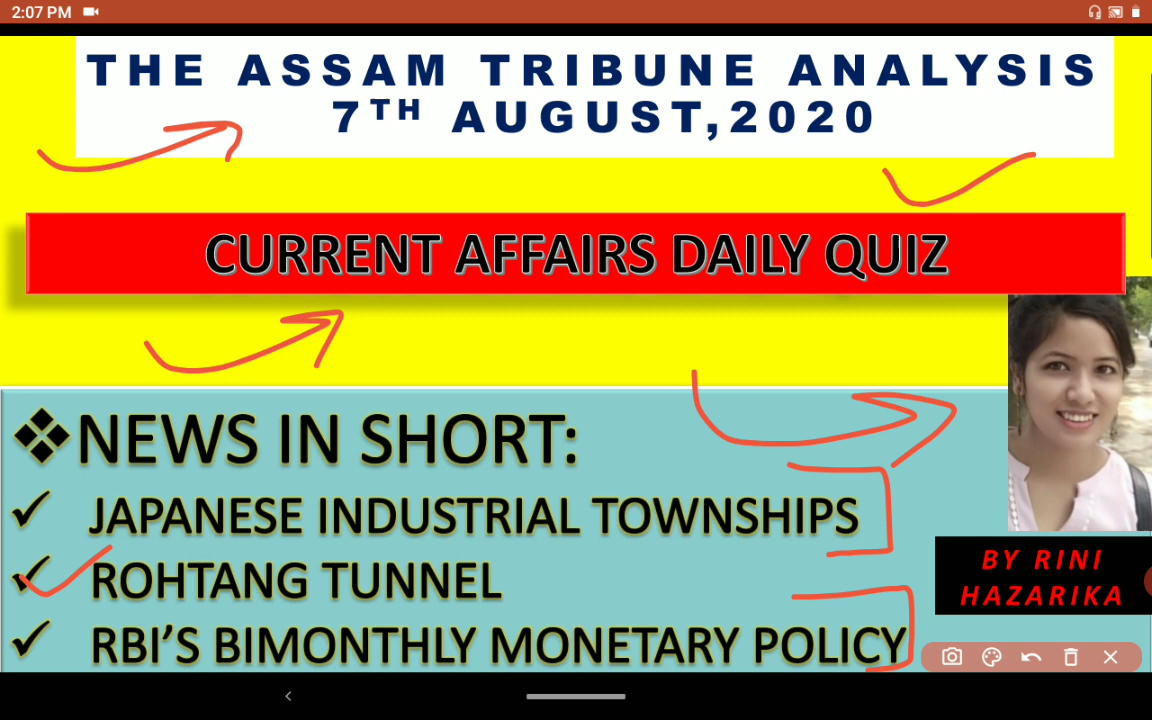 2:07 PM
THE ASSAM TRIBUNE ANALYSIS
7TH AUGUST,2020
CURRENT AFFAIRS DAILY QUIZ
❖NEWS IN SHORT:
✓ JAPANESE INDUSTRIAL TOWNSHIPS
✓ ROHTANG TUNNEL
✓ RBI’S BIMONTHLY MONETARY POLICY
BY RINI
HAZARIKA